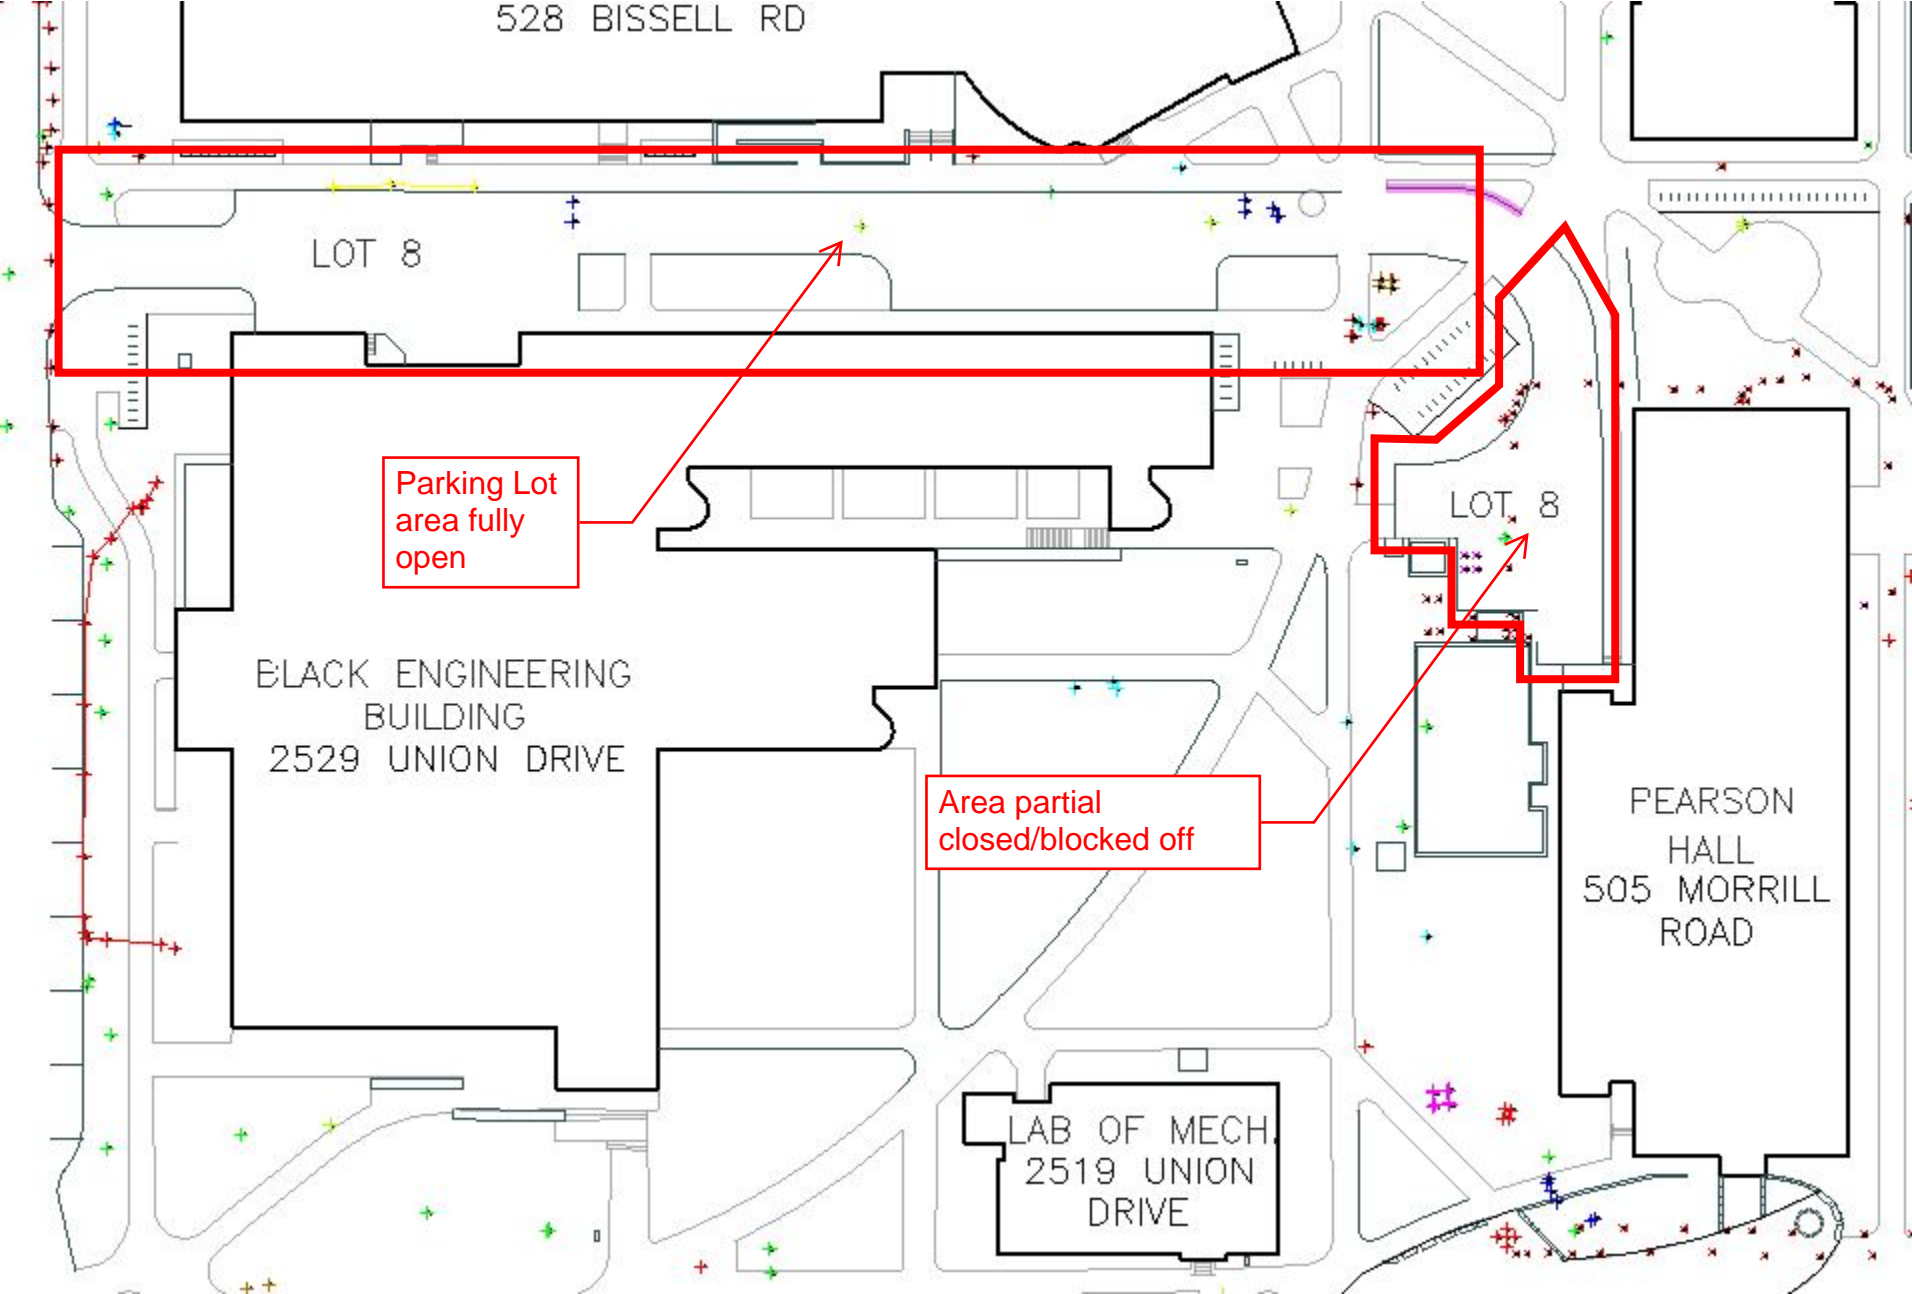 528 BISSELL RD
LOT 8
Parking Lot
area fully
open
LOT 8
BLACK ENGINEERING
BUILDING
2529 UNION DRIVE
Area partial
closed/blocked off
PEARSON
HALL
505 MORRILL
ROAD
LAB OF MECH.
2519 UNION
DRIVE